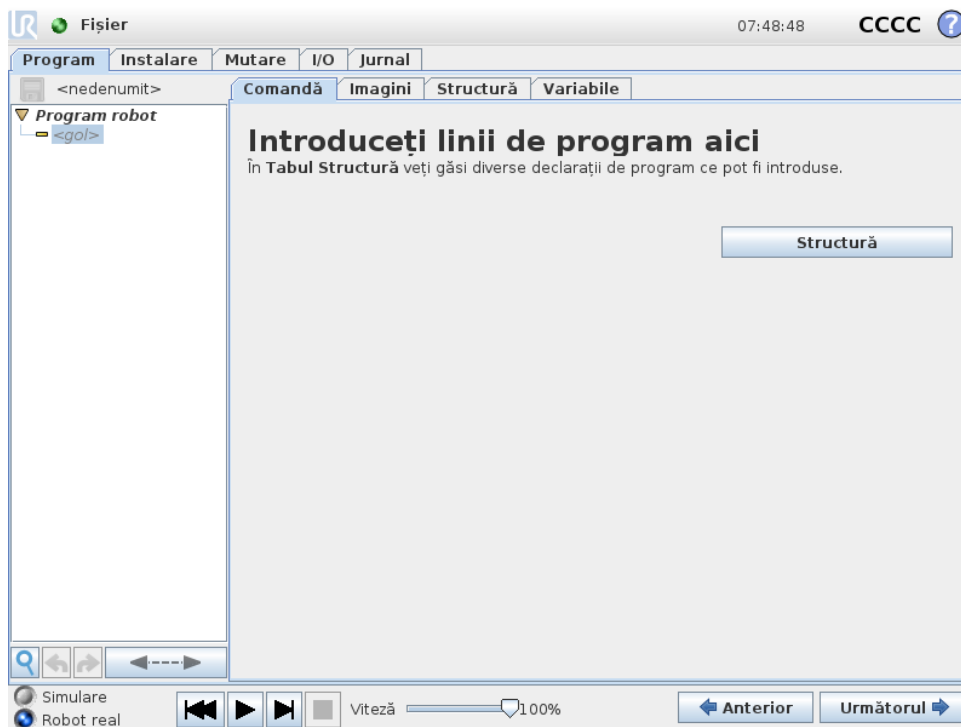 UR Fișier 07:48:48 CCCC ?
Program Instalare Mutare I/O Jurnal
<nedenumit> Comandă Imagini Structură Variabile
Program robot
<gol>
Introduceți linii de program aici
În Tabul Structură veți găsi diverse declarații de program ce pot fi introduse.
Structură
Simulare
Robot real
Viteză 100% Anterior Următorul